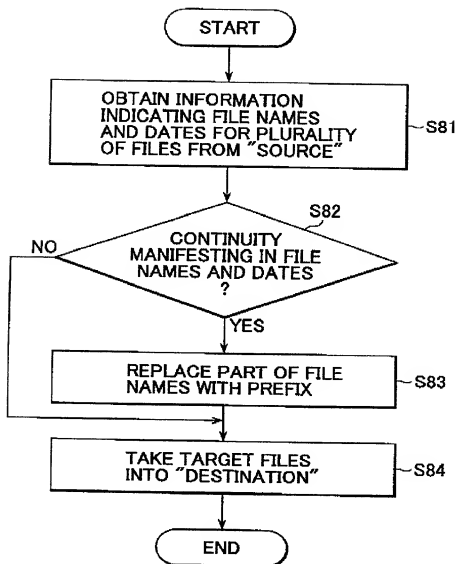 START
OBTAIN INFORMATION
INDICATING FILE NAMES
AND DATES FOR PLURALITY
OF FILES FROM "SOURCE"
S81
S82
CONTINUITY
MANIFESTING IN FILE
NAMES AND DATES
?
NO
YES
REPLACE PART OF FILE
NAMES WITH PREFIX
S83
TAKE TARGET FILES
INTO "DESTINATION"
S84
END